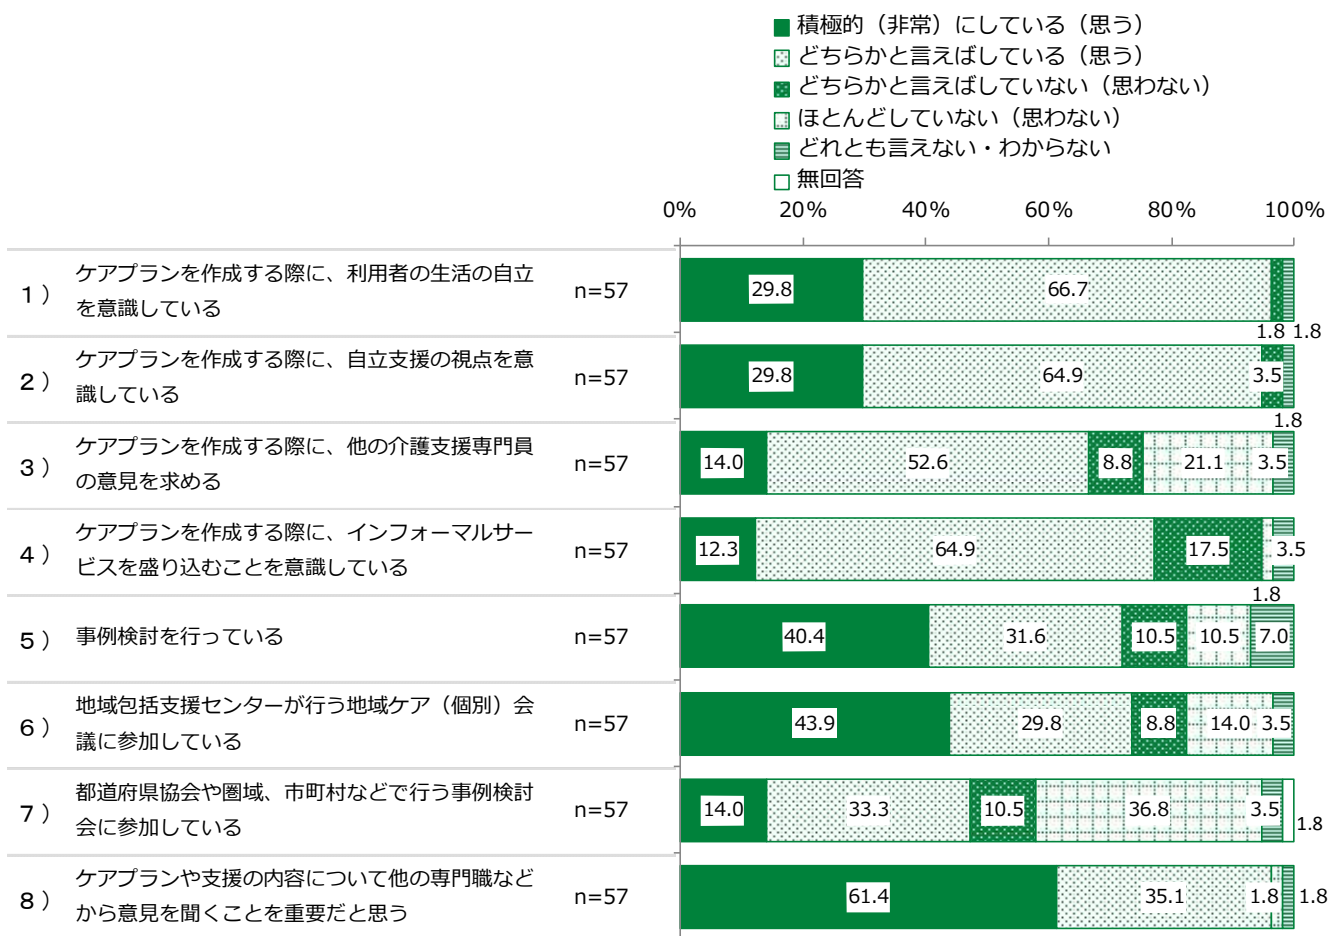 積極的（非常）にしている（思う）
どちらかと言えばしている（思う）
どちらかと言えばしていない（思わない）
ほとんどしていない（思わない）
どれとも言えない・わからない
無回答
0% 20% 40% 60% 80% 100%
1） ケアプランを作成する際に、利用者の生活の自立
を意識している
n=57 29.8 66.7
1.8 1.8
2） ケアプランを作成する際に、自立支援の視点を意
識している
n=57 29.8 64.9 3.5
1.8
3） ケアプランを作成する際に、他の介護支援専門員
の意見を求める
n=57 14.0 52.6 8.8 21.1 3.5
4） ケアプランを作成する際に、インフォーマルサー
ビスを盛り込むことを意識している
n=57 12.3 64.9 17.5 3.5
1.8
5） 事例検討を行っている n=57 40.4 31.6 10.5 10.5 7.0
6） 地域包括支援センターが行う地域ケア（個別）会
議に参加している
n=57 43.9 29.8 8.8 14.0 3.5
7） 都道府県協会や圏域、市町村などで行う事例検討
会に参加している
n=57 14.0 33.3 10.5 36.8 3.5 1.8
8） ケアプランや支援の内容について他の専門職など
から意見を聞くことを重要だと思う
n=57 61.4 35.1 1.8 1.8